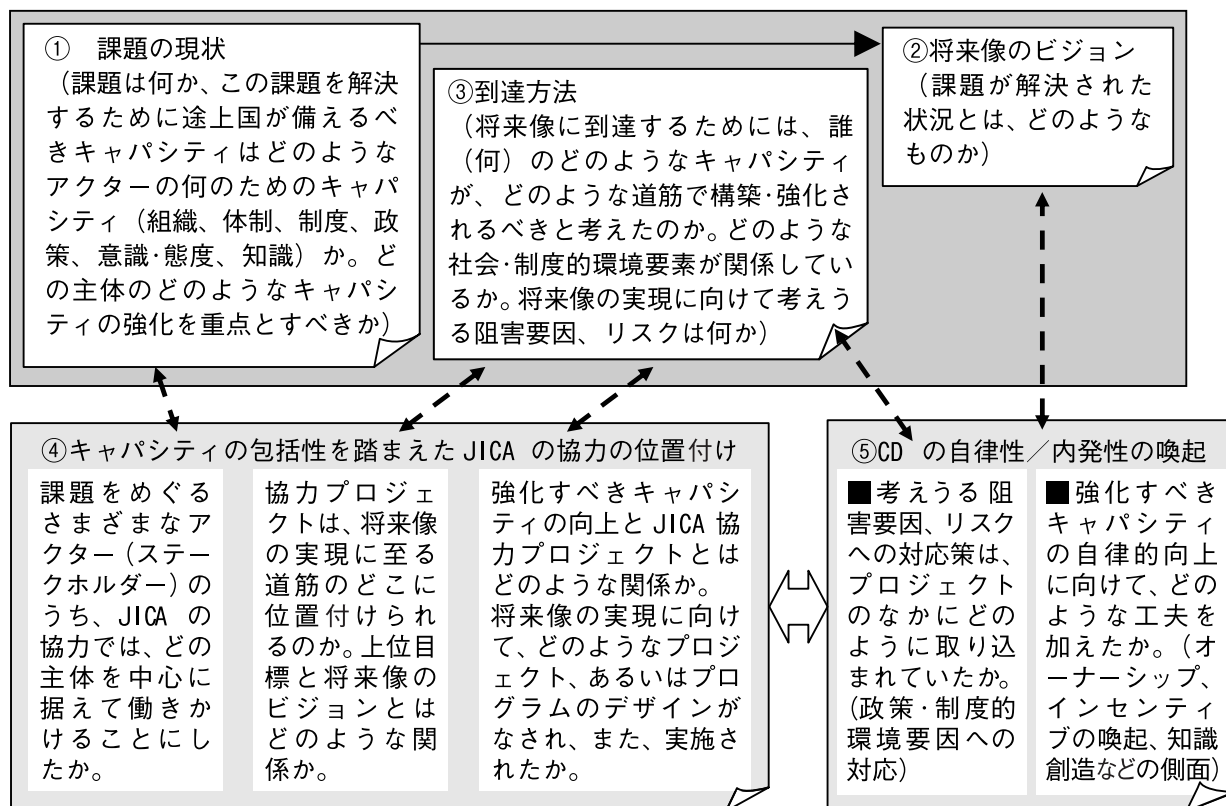 ① 課題の現状
(課題は何か、この課題を解決
するために途上国が備えるべ
きキャパシティはどのような
アクターの何のためのキャパ
シティ(組織、体制、制度、政
策、意識・態度、知識)か。ど
の主体のどのようなキャパシ
ティの強化を重点とすべきか)
③到達方法
(将来像に到達するためには、誰
(何)のどのようなキャパシティ
が、どのような道筋で構築・強化さ
れるべきと考えたのか。どのような
社会・制度的環境要素が関係してい
るか。将来像の実現に向けて考えう
る阻害要因、リスクは何か)
②将来像のビジョン
(課題が解決された
状況とは、どのような
ものか)
④キャパシティの包括性を踏まえた JICA の協力の位置付け
課題をめぐる
さまざまなア
クター(ステー
クホルダー)の
うち、JICA の
協力では、どの
主体を中心に
据えて働きか
けることにし
たか。
協力プロジェ
クトは、将来像
の実現に至る
道筋のどこに
位置付けられ
るのか。上位目
標と将来像の
ビジョンとは
どのような関
係か。
強化すべきキャパシ
ティの向上と JICA 協
力プロジェクトとは
どのような関係か。
将来像の実現に向け
て、どのようなプロジ
ェクト、あるいはプロ
グラムのデザインが
なされ、また、実施さ
れたか。
⑤CD の自律性/内発性の喚起
■考えうる阻
害要因、リスク
への対応策は、
プロジェクト
のなかにどの
ように取り込
まれていたか。
(政策・制度的
環境要因への
対応)
■強化すべき
キャパシティ
の自律的向上
に向けて、どの
ような工夫を
加えたか。(オ
ーナーシップ、
インセンティ
ブの喚起、知識
創造などの側面)